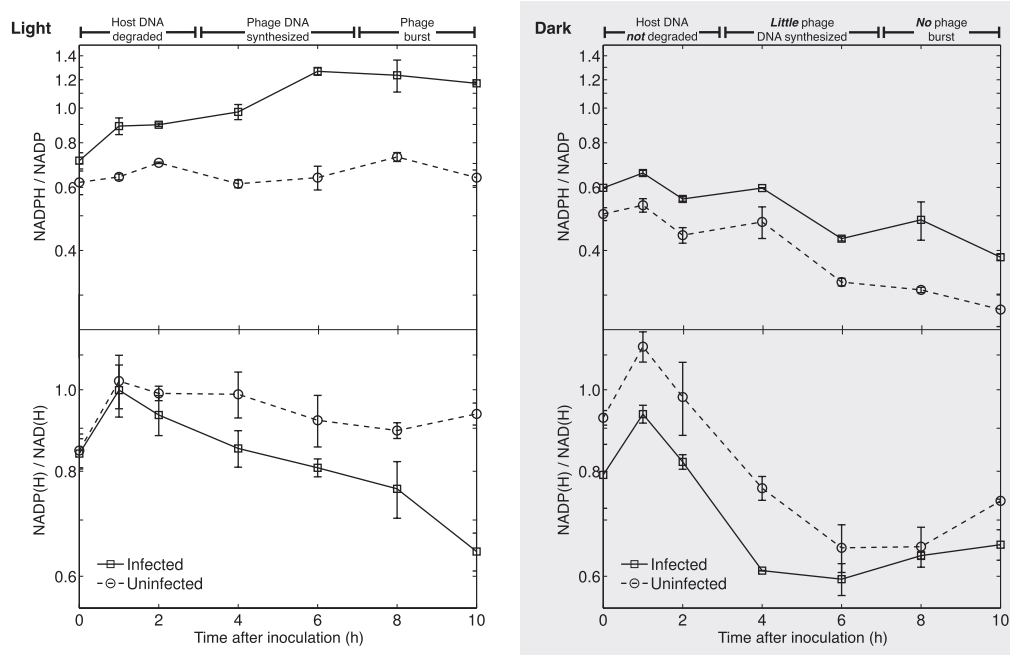 Light
Host DNA
degraded
Phage DNA
synthesized
Phage
burst
1.4
1.2
1.0
0.8
0.6
0.4
NADPH / NADP
1.0
0.8
0.6
NADP(H) / NAD(H)
Infected
Uninfected
0 2 4 6 8 10
Time after inoculation (h)
Dark
Host DNA
not degraded
Little phage
DNA synthesized
No phage
burst
1.4
1.2
1.0
0.8
0.6
0.4
NADPH / NADP
1.0
0.8
0.6
NADP(H) / NAD(H)
Infected
Uninfected
0 2 4 6 8 10
Time after inoculation (h)